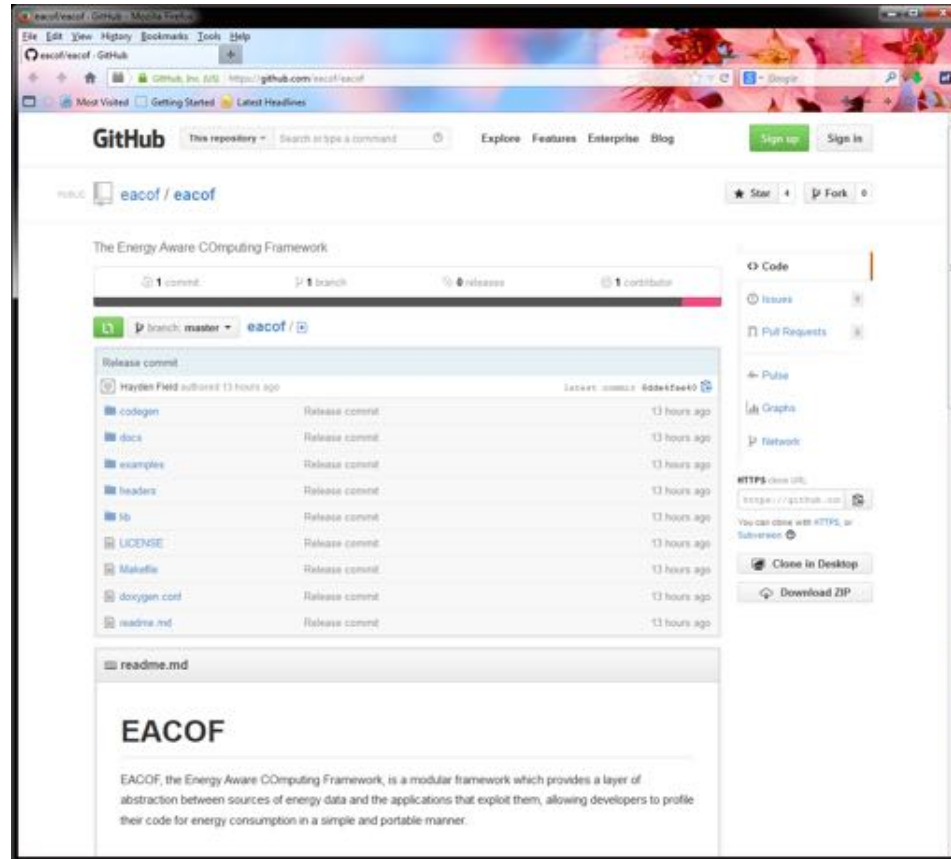 eacof/eacof · GitHub - Mozilla Firefox
File Edit View History Bookmarks Tools Help
eacof/eacof · GitHub
GitHub, Inc. (US) https://github.com/eacof/eacof
Google
Most Visited Getting Started Latest Headlines
GitHub This repository Search or type a command Explore Features Enterprise Blog Sign up Sign in
PUBLIC eacof / eacof Star 4 Fork 0
The Energy Aware COmputing Framework
1 commit 1 branch 0 releases 1 contributor
branch: master eacof /
Release commit
Hayden Field authored 13 hours ago latest commit
codegen Release commit 13 hours ago
docs Release commit 13 hours ago
examples Release commit 13 hours ago
headers Release commit 13 hours ago
lib Release commit 13 hours ago
LICENSE Release commit 13 hours ago
Makefile Release commit 13 hours ago
doxygen.conf Release commit 13 hours ago
readme.md Release commit 13 hours ago
Code
Issues 0
Pull Requests 0
Pulse
Graphs
Network
HTTPS clone URL
https://github.com
You can clone with HTTPS, or
Subversion.
Clone in Desktop
Download ZIP
readme.md
EACOF
EACOF, the Energy Aware COmputing Framework, is a modular framework which provides a layer of
abstraction between sources of energy data and the applications that exploit them, allowing developers to profile
their code for energy consumption in a simple and portable manner.